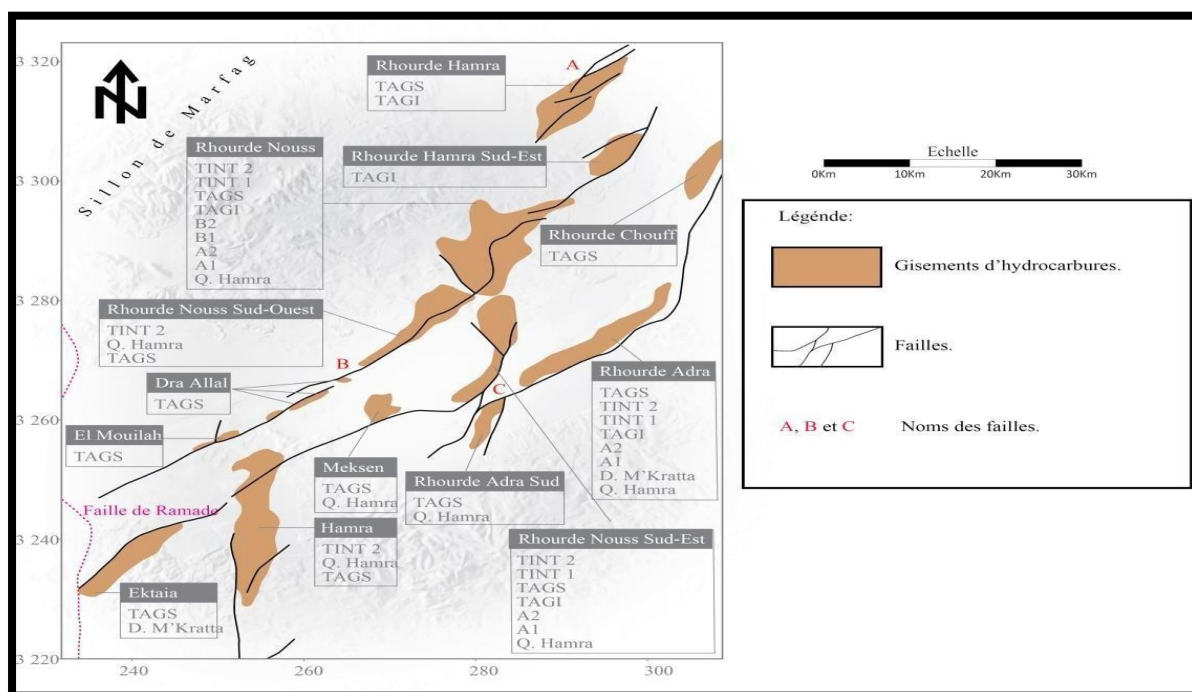 3 320
3 300
3 280
3 260
3 240
3 220
240
260
280
300
N
Sillon de Marfag
A
Rhourde Hamra
TAGS
TAGI
Rhourde Nouss
TINT 2
TINT 1
TAGS
TAGI
B2
B1
A2
A1
Q. Hamra
Rhourde Hamra Sud-Est
TAGI
Rhourde Chouff
TAGS
Rhourde Nouss Sud-Ouest
TINT 2
Q. Hamra
TAGS
B
Dra Allal
TAGS
C
Rhourde Adra
TAGS
TINT 2
TINT 1
TAGI
A2
A1
D. M'Kratta
Q. Hamra
El Mouilah
TAGS
Meksen
TAGS
Q. Hamra
Rhourde Adra Sud
TAGS
Q. Hamra
Faille de Ramade
Hamra
TINT 2
Q. Hamra
TAGS
Rhourde Nouss Sud-Est
TINT 2
TINT 1
TAGS
TAGI
A2
A1
Q. Hamra
Ektaia
TAGS
D. M'Kratta
Echelle
0Km 10Km 20Km 30Km
Légénde:
Gisements d'hydrocarbures.
Failles.
A, B et C Noms des failles.